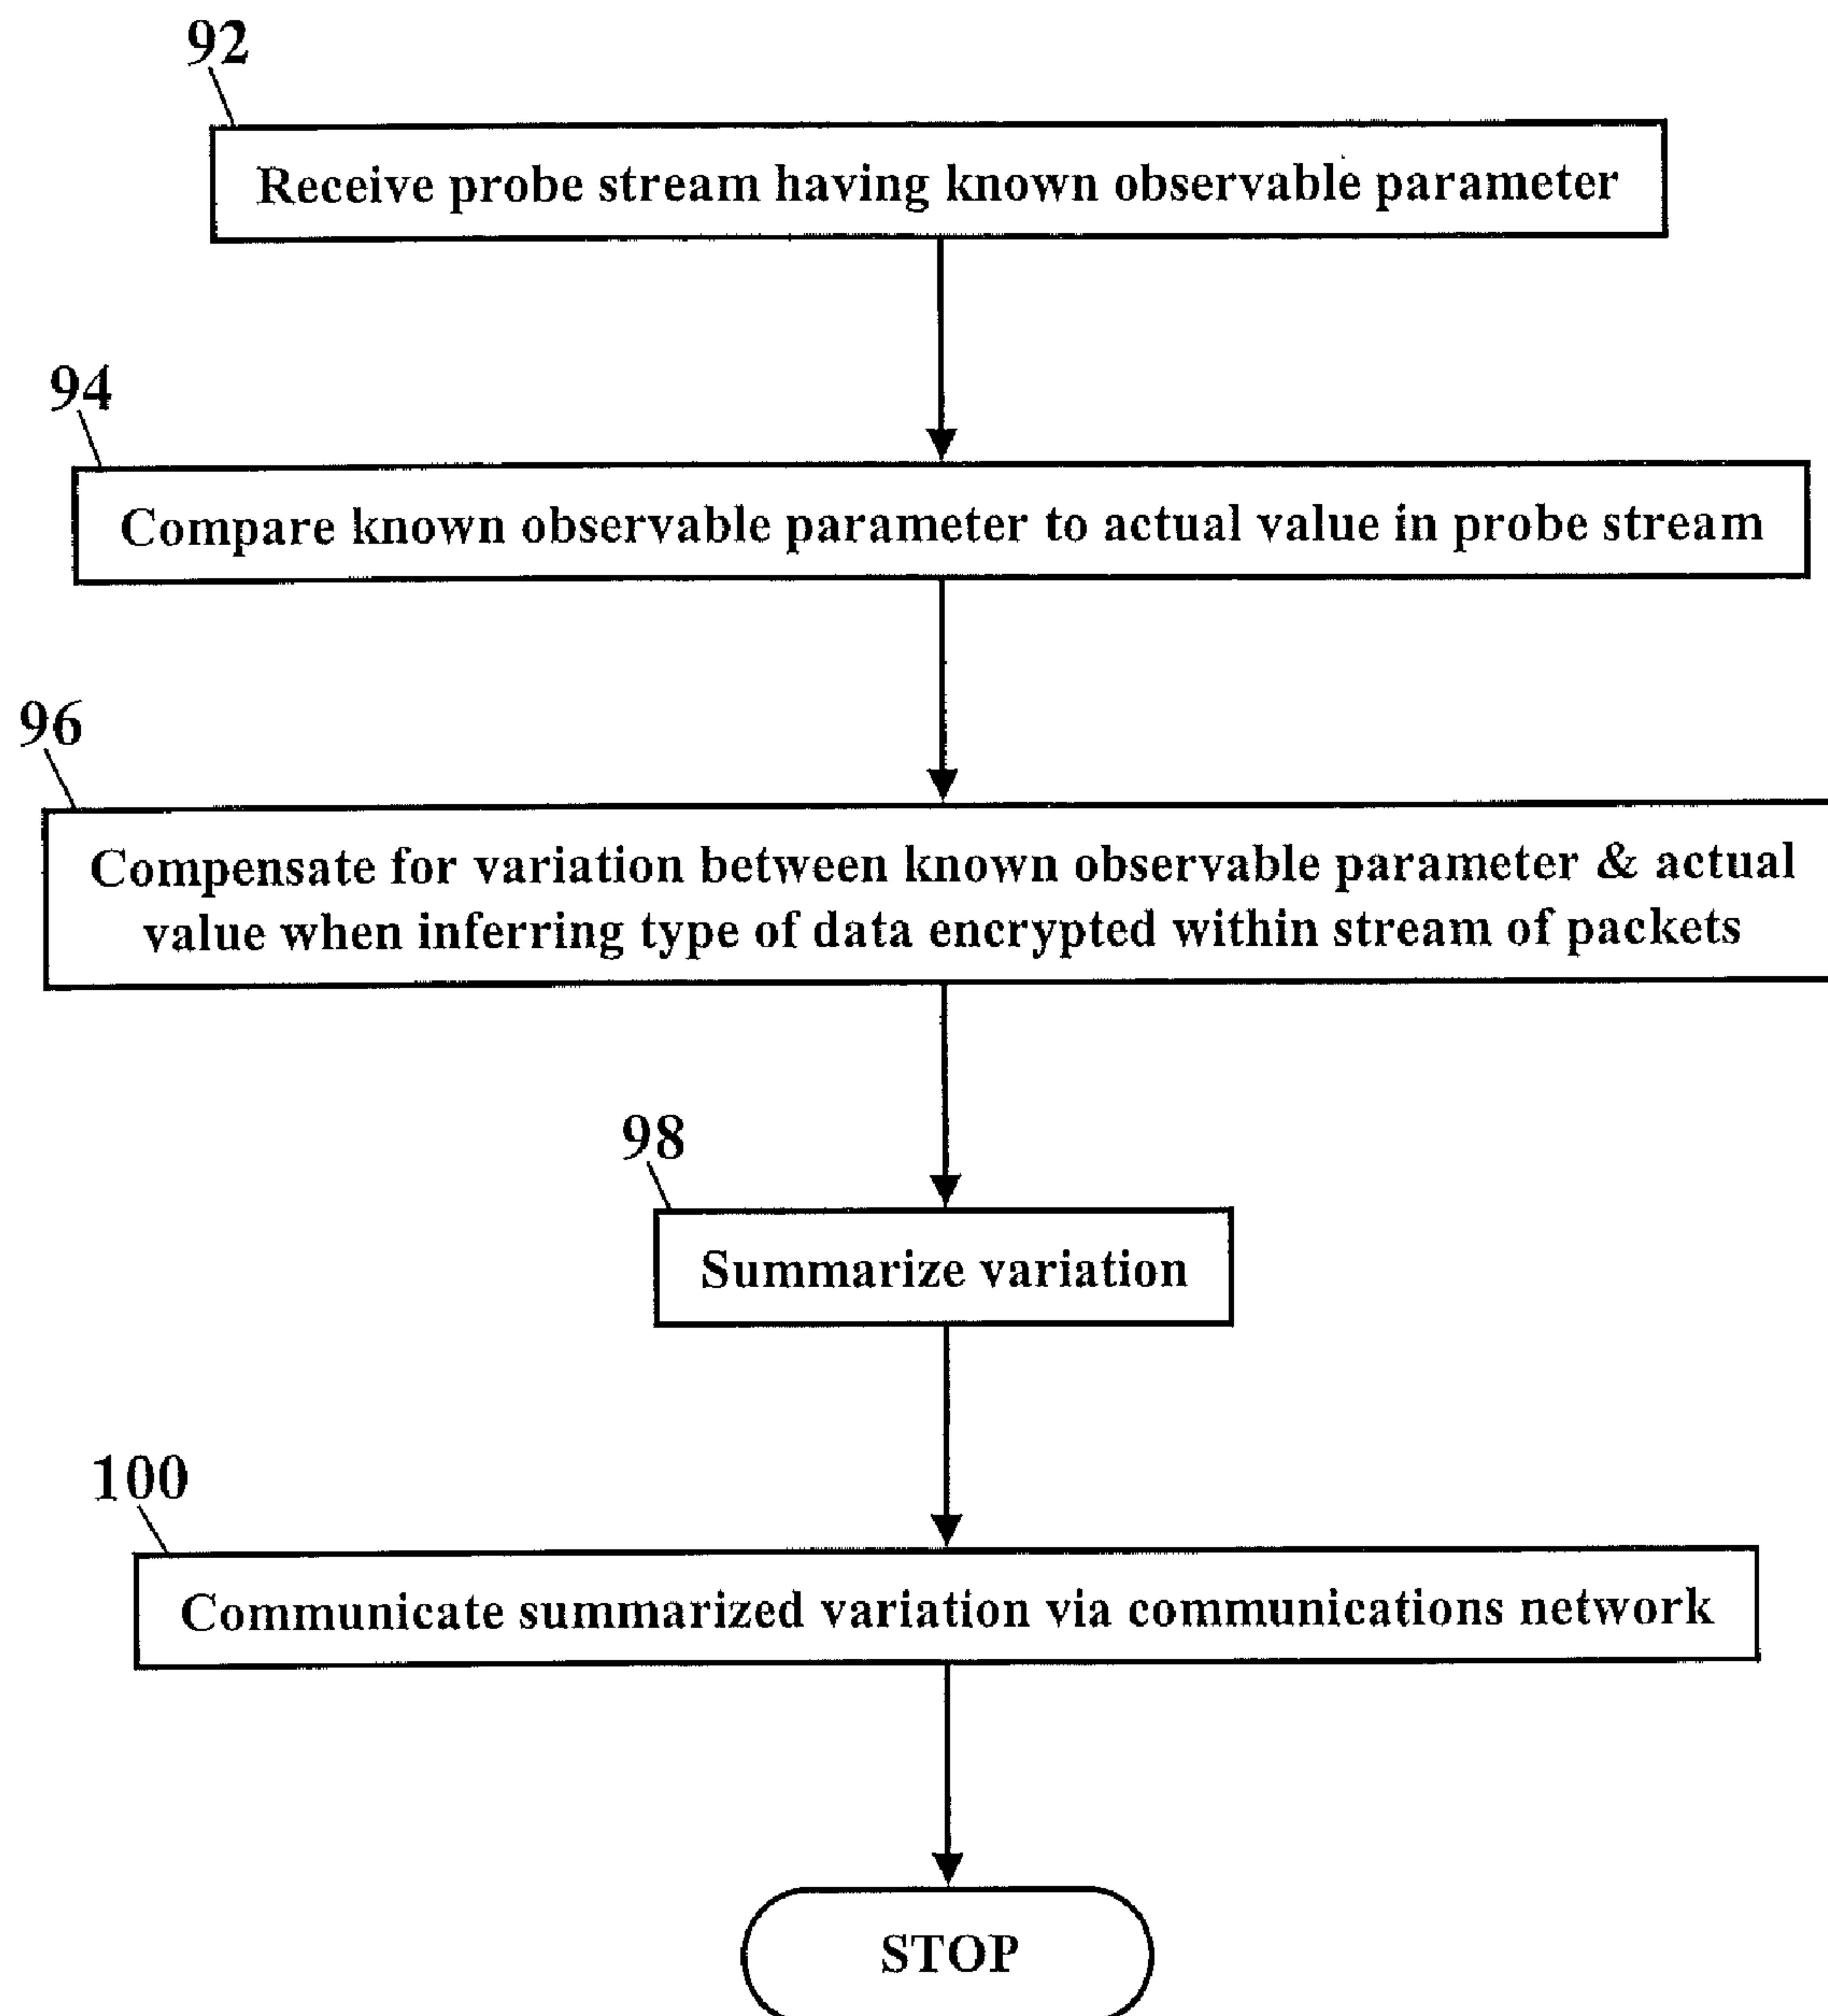 92
Receive probe stream having known observable parameter
94
Compare known observable parameter to actual value in probe stream
96
Compensate for variation between known observable parameter & actual
value when inferring type of data encrypted within stream of packets
98
Summarize variation
100
Communicate summarized variation via communications network
STOP